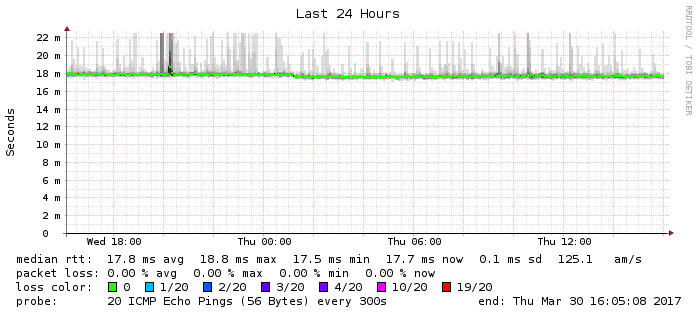 Last 24 Hours
RRDTOOL / TOBI OETIKER
Seconds
22 m
20 m
18 m
16 m
14 m
12 m
10 m
8 m
6 m
4 m
2 m
0
Wed 18:00 Thu 00:00 Thu 06:00 Thu 12:00
median rtt: 17.8 ms avg 18.8 ms max 17.5 ms min 17.7 ms now 0.1 ms sd 125.1 am/s
packet loss: 0.00 % avg 0.00 % max 0.00 % min 0.00 % now
loss color: 0 1/20 2/20 3/20 4/20 10/20 19/20
probe: 20 ICMP Echo Pings (56 Bytes) every 300s end: Thu Mar 30 16:05:08 2017